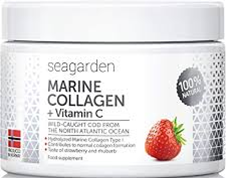 seagarden
MARINE
COLLAGEN
+ Vitamin C
WILD-CAUGHT COD FROM
THE NORTH ATLANTIC OCEAN
• Hydrolyzed Marine Collagen Type I
• Contributes to normal collagen formation
• Taste of strawberry and rhubarb
Food supplement
100%
NATURAL